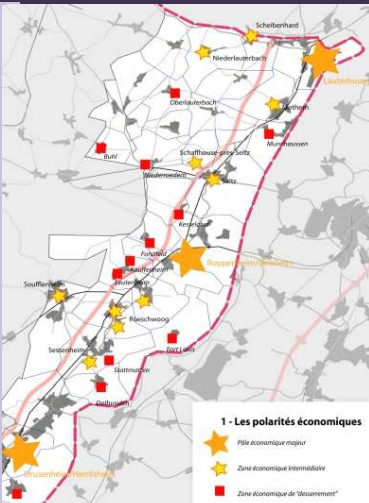 Scheibenhard
Niederlauterbach
Lauterbourg
Oberlauterbach
Mothern
Munchhausen
Buhl
Schaffhouse-près-Seltz
Niederroedern
Seltz
Kesseldorf
Forstfeld
Roppenheim/Beinheim
Kauffenheim
Leutenheim
Soufflenheim
Roeschwoog
Fort Louis
Sessenheim
Stattmatten
Dalhunden
Drusenheim/Herrlisheim
1 - Les polarités économiques
Pôle économique majeur
Zone économique intermédiaire
Zone économique de "desserrement"